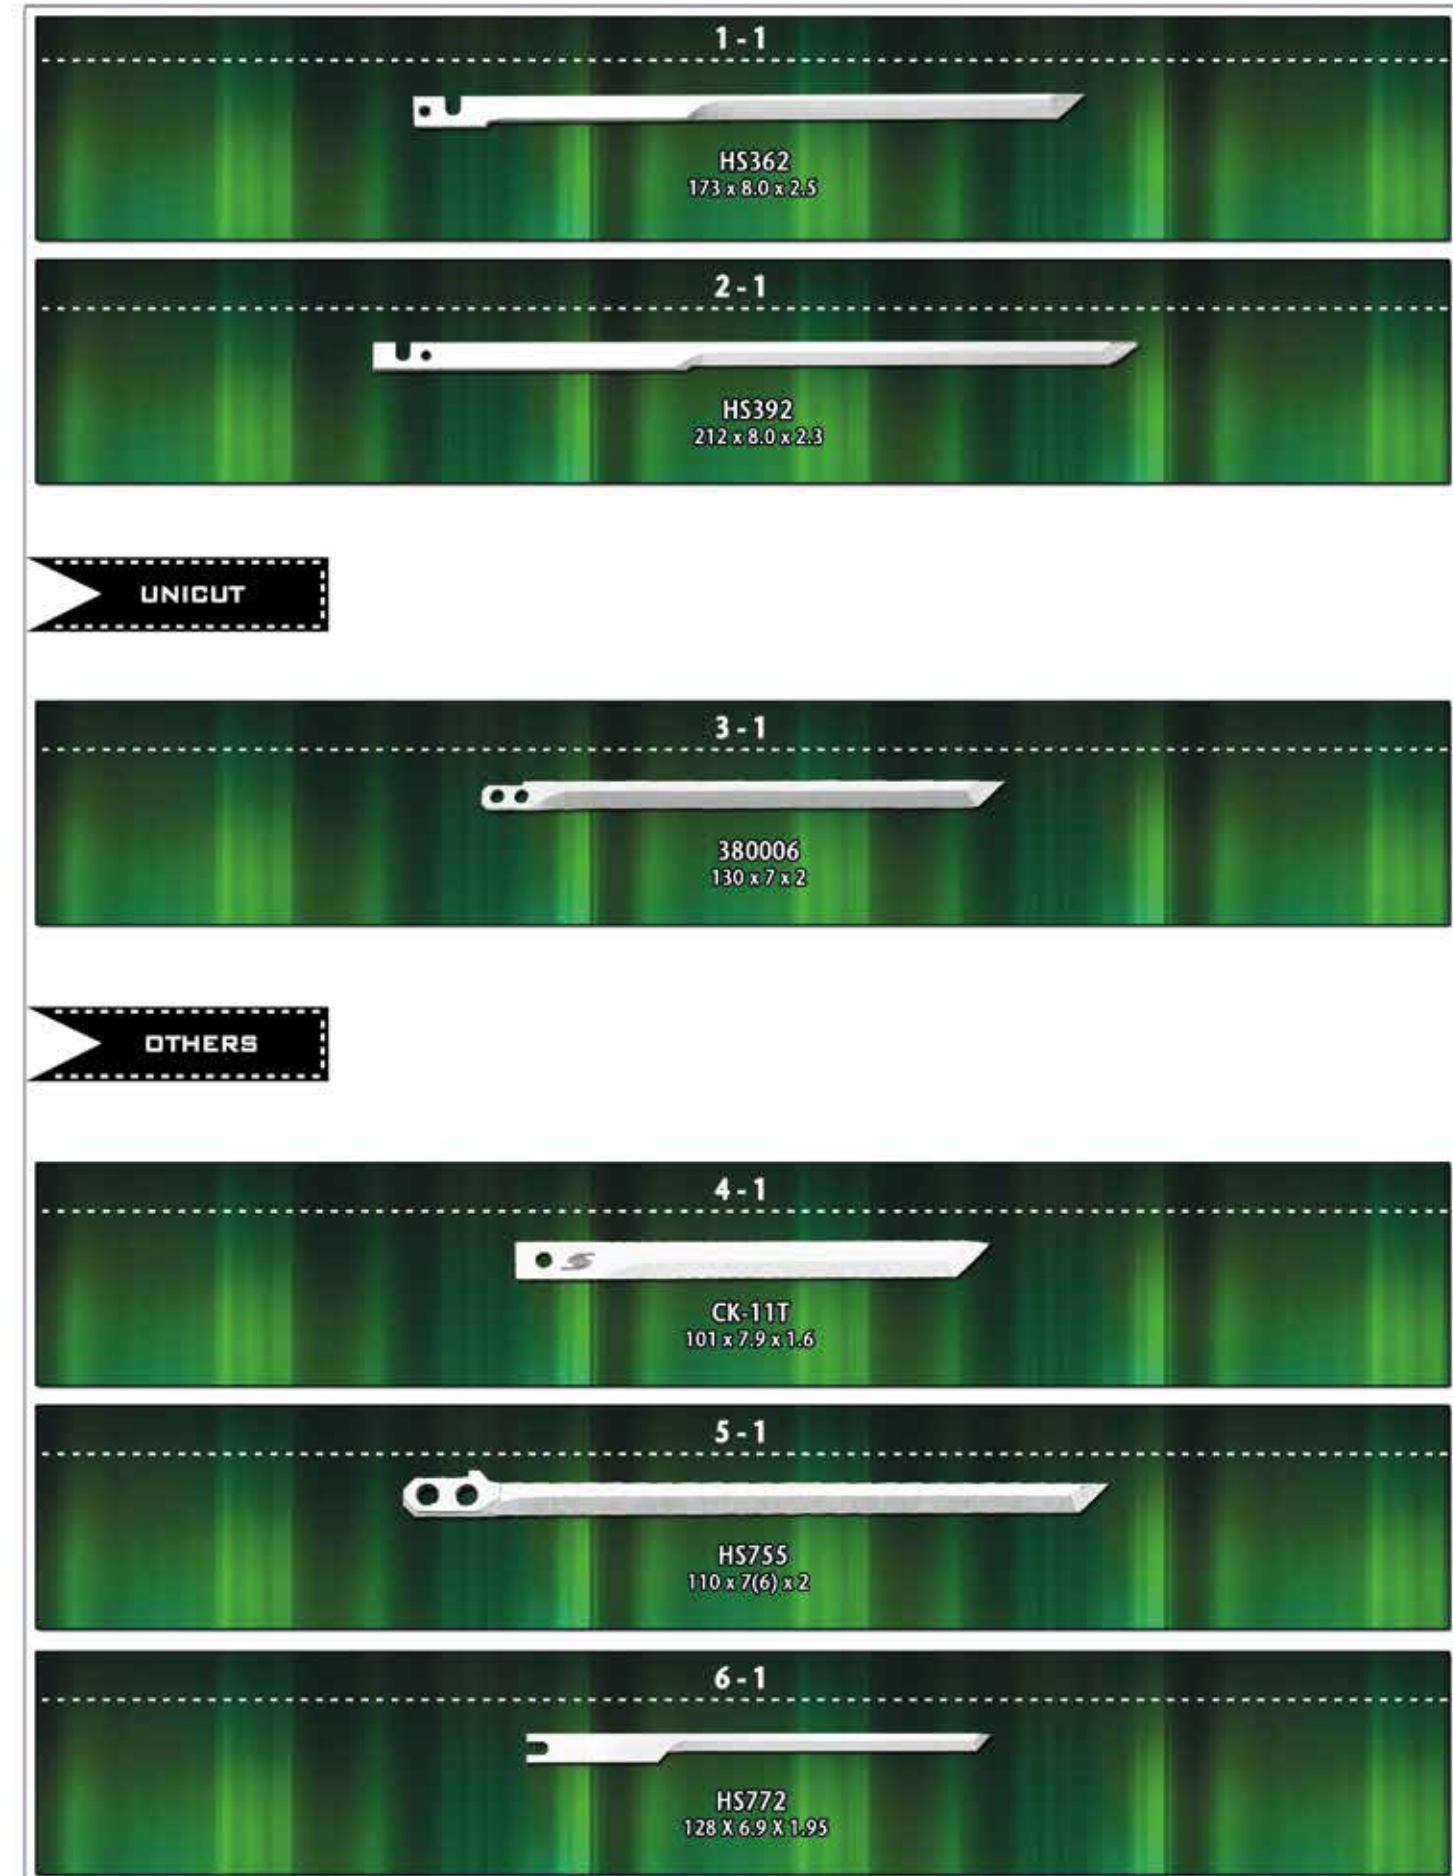 1 - 1
HS362
173 x 8.0 x 2.5
2 - 1
HS392
212 x 8.0 x 2.3
UNICUT
3 - 1
380006
130 x 7 x 2
OTHERS
4 - 1
CK-11T
101 x 7.9 x 1.6
5 - 1
HS755
110 x 7(6) x 2
6 - 1
HS772
128 X 6.9 X 1.95